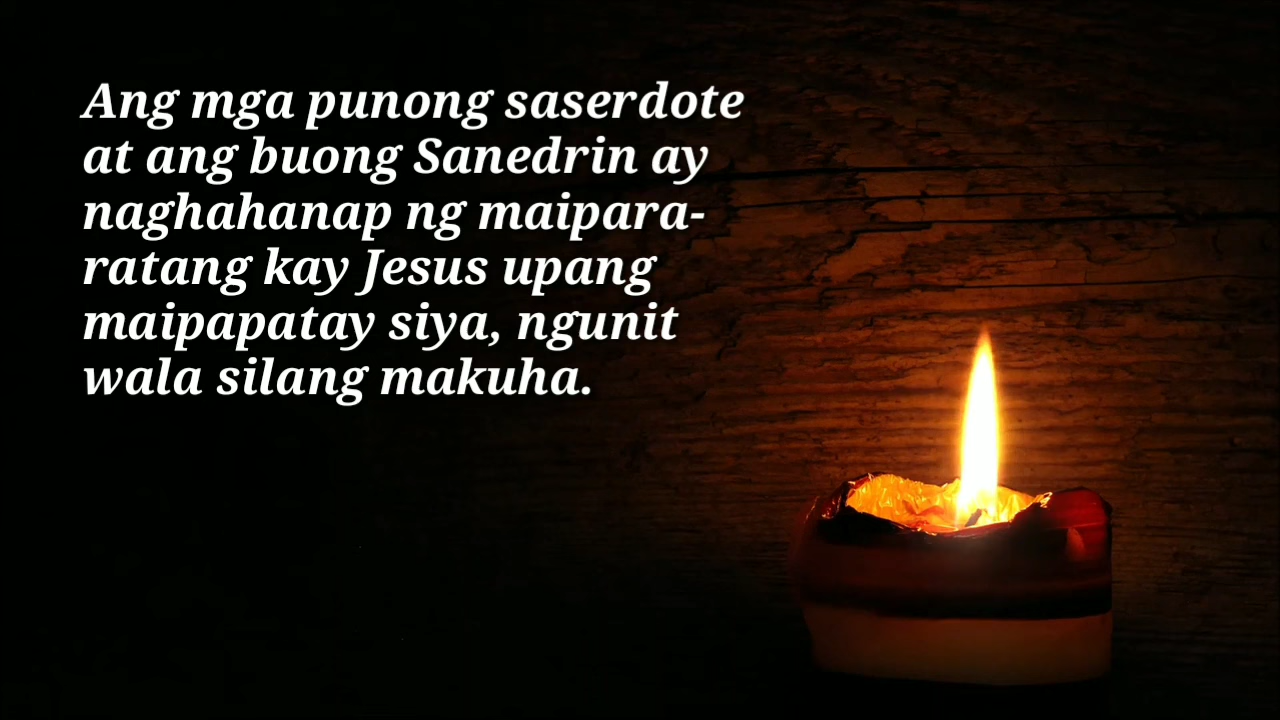 Ang mga punong saserdote
at ang buong Sanedrin ay
naghahanap ng maipara-
ratang kay Jesus upang
maipapatay siya, ngunit
wala silang makuha.